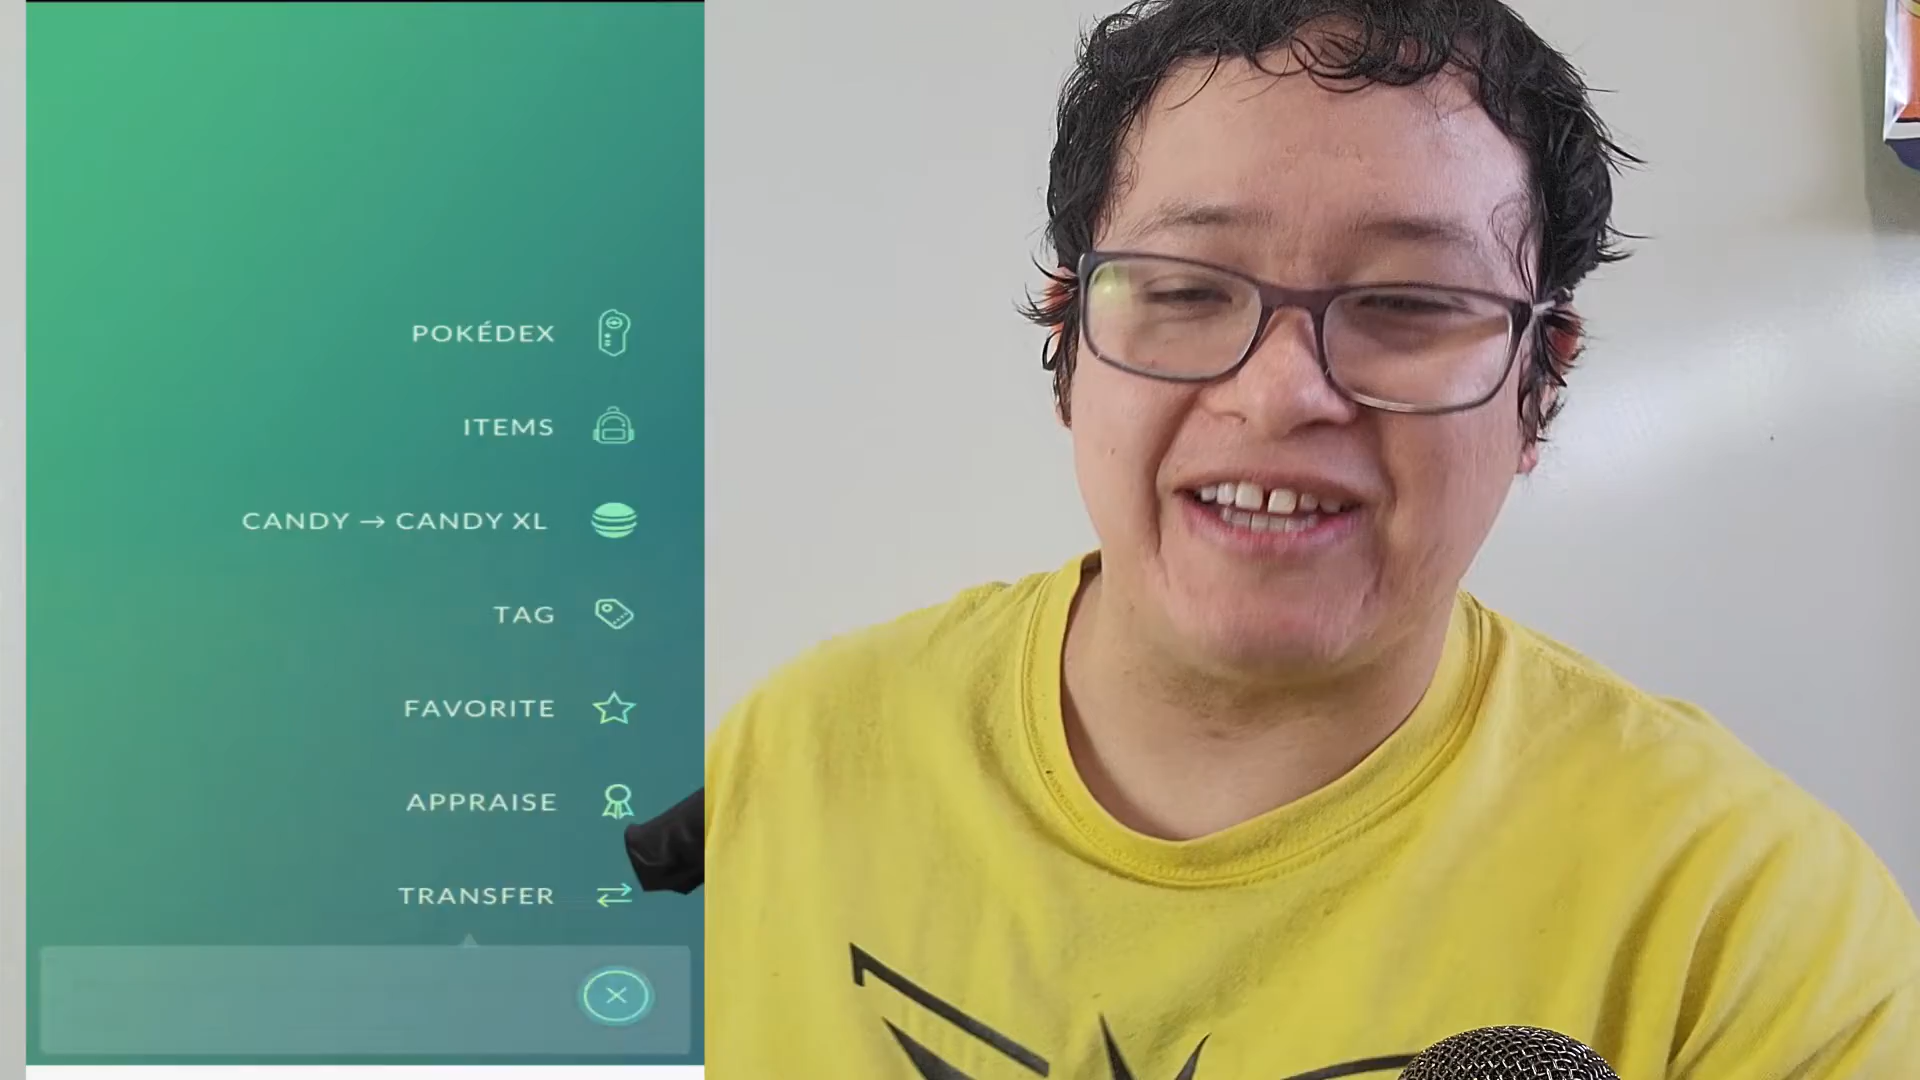 POKÉDEX
ITEMS
CANDY → CANDY XL
TAG
FAVORITE
APPRAISE
TRANSFER